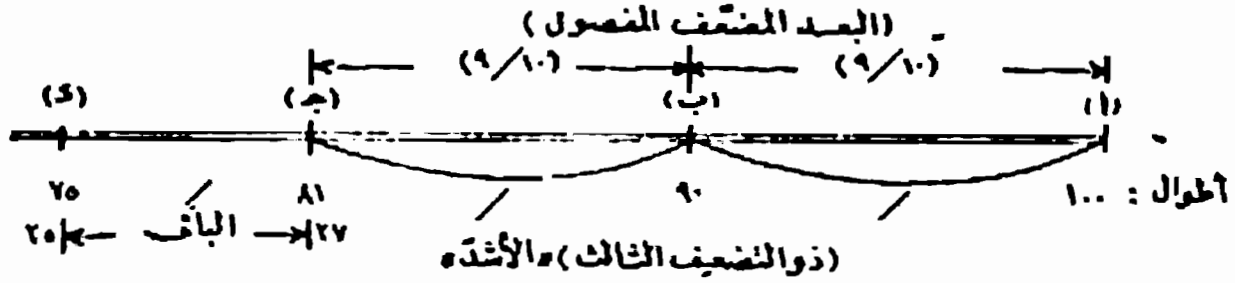 (البعد المضعّف المفصول)
(٩/١٠) (٩/١٠)
(أ) (ب) (جـ) (د)
أطوال : ١٠٠ ٩٠ ٨١ ٧٥
٢٧ الباقى ٢٥
(ذو التضعيف الثالث) «الأشدّ»